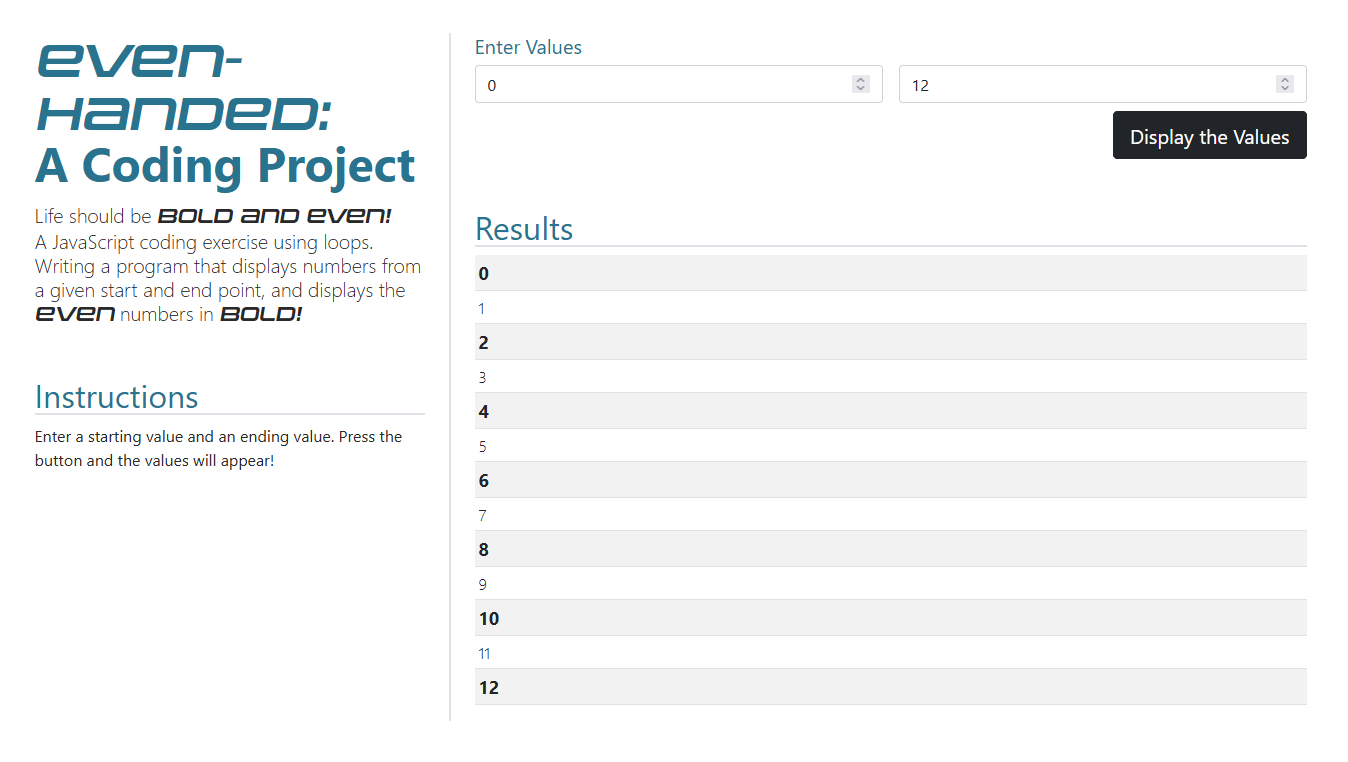 even-
Handed:
A Coding Project
Life should be BOLD and even!
A JavaScript coding exercise using loops.
Writing a program that displays numbers from
a given start and end point, and displays the
even numbers in BOLD!
Instructions
Enter a starting value and an ending value. Press the
button and the values will appear!
Enter Values
0
12
Display the Values
Results
0
1
2
3
4
5
6
7
8
9
10
11
12